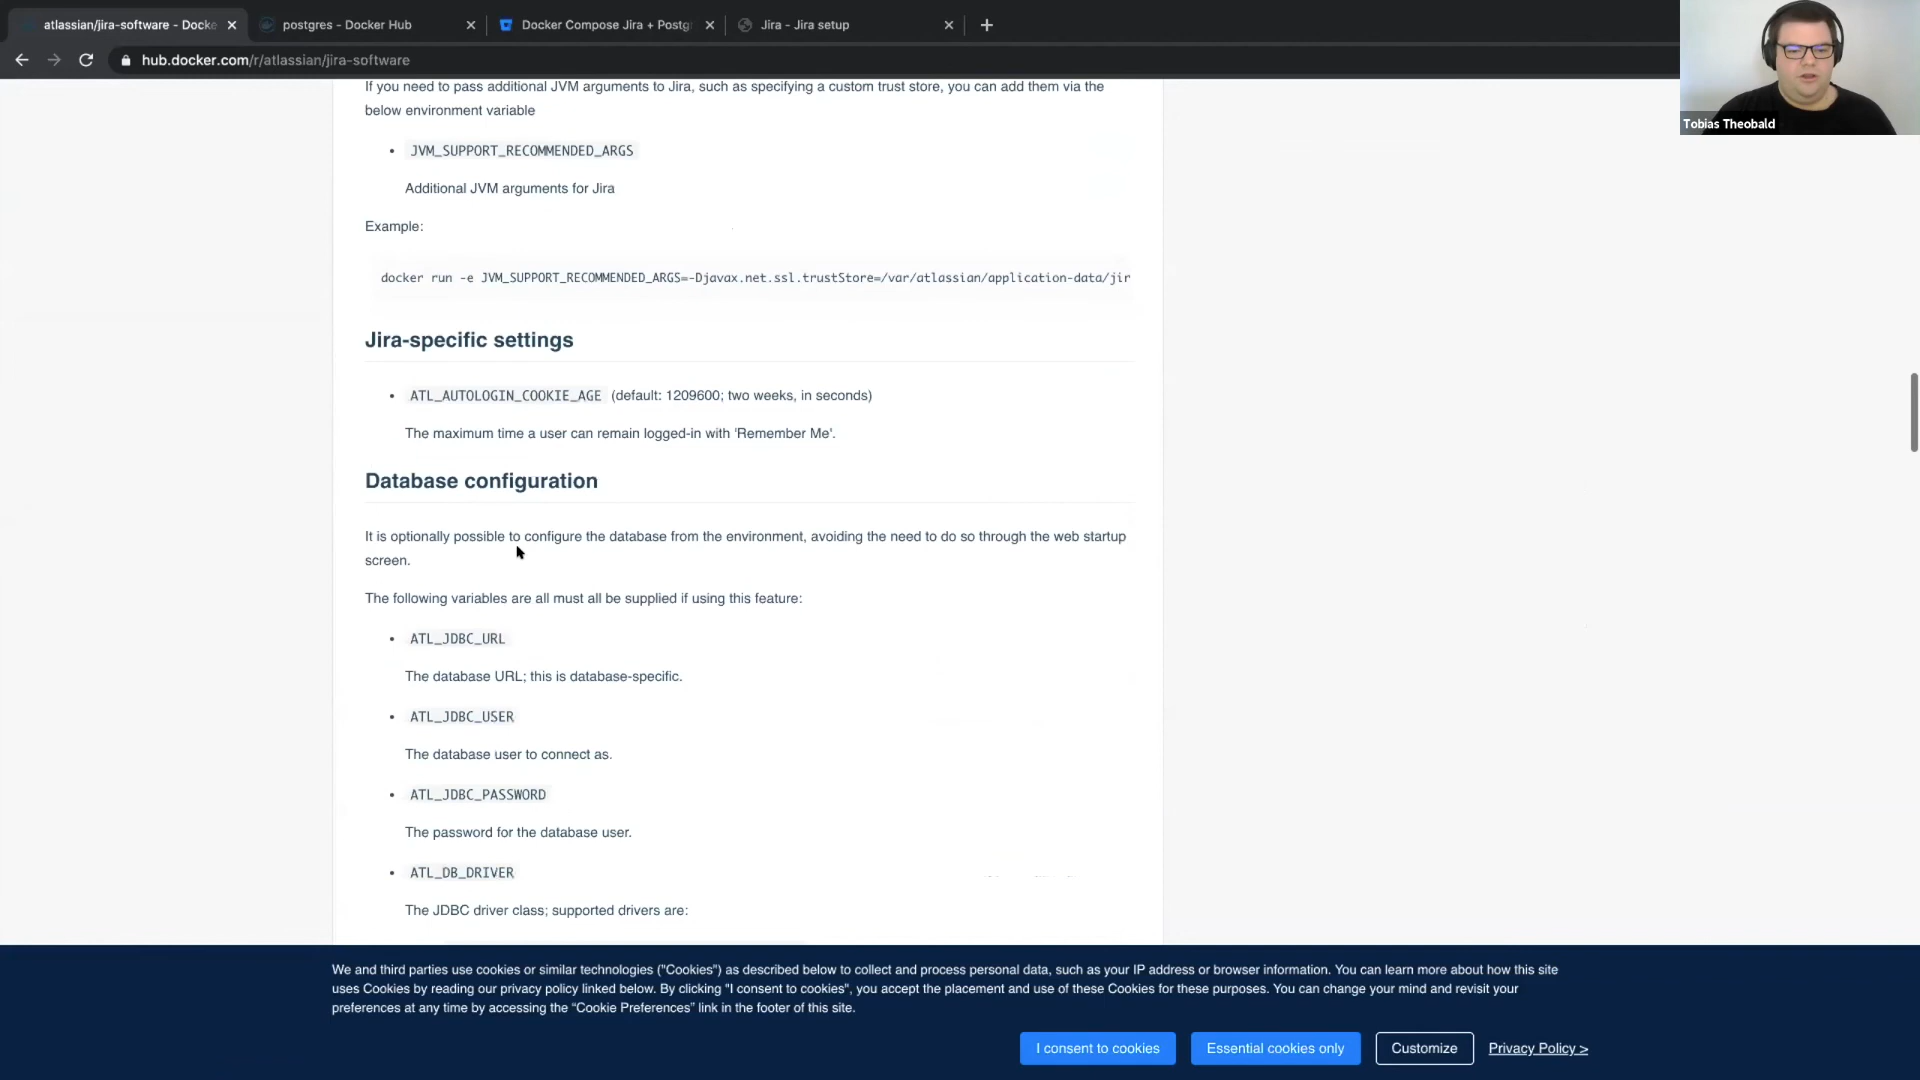 atlassian/jira-software - Docke
postgres - Docker Hub
Docker Compose Jira + Postg
Jira - Jira setup
hub.docker.com/r/atlassian/jira-software
Tobias Theobald
If you need to pass additional JVM arguments to Jira, such as specifying a custom trust store, you can add them via the
below environment variable
• JVM_SUPPORT_RECOMMENDED_ARGS
Additional JVM arguments for Jira
Example:
docker run -e JVM_SUPPORT_RECOMMENDED_ARGS=-Djavax.net.ssl.trustStore=/var/atlassian/application-data/jir
Jira-specific settings
• ATL_AUTOLOGIN_COOKIE_AGE (default: 1209600; two weeks, in seconds)
The maximum time a user can remain logged-in with 'Remember Me'.
Database configuration
It is optionally possible to configure the database from the environment, avoiding the need to do so through the web startup
screen.
The following variables are all must all be supplied if using this feature:
• ATL_JDBC_URL
The database URL; this is database-specific.
• ATL_JDBC_USER
The database user to connect as.
• ATL_JDBC_PASSWORD
The password for the database user.
• ATL_DB_DRIVER
The JDBC driver class; supported drivers are:
We and third parties use cookies or similar technologies ("Cookies") as described below to collect and process personal data, such as your IP address or browser information. You can learn more about how this site
uses Cookies by reading our privacy policy linked below. By clicking "I consent to cookies", you accept the placement and use of these Cookies for these purposes. You can change your mind and revisit your
preferences at any time by accessing the “Cookie Preferences” link in the footer of this site.
I consent to cookies
Essential cookies only
Customize
Privacy Policy >